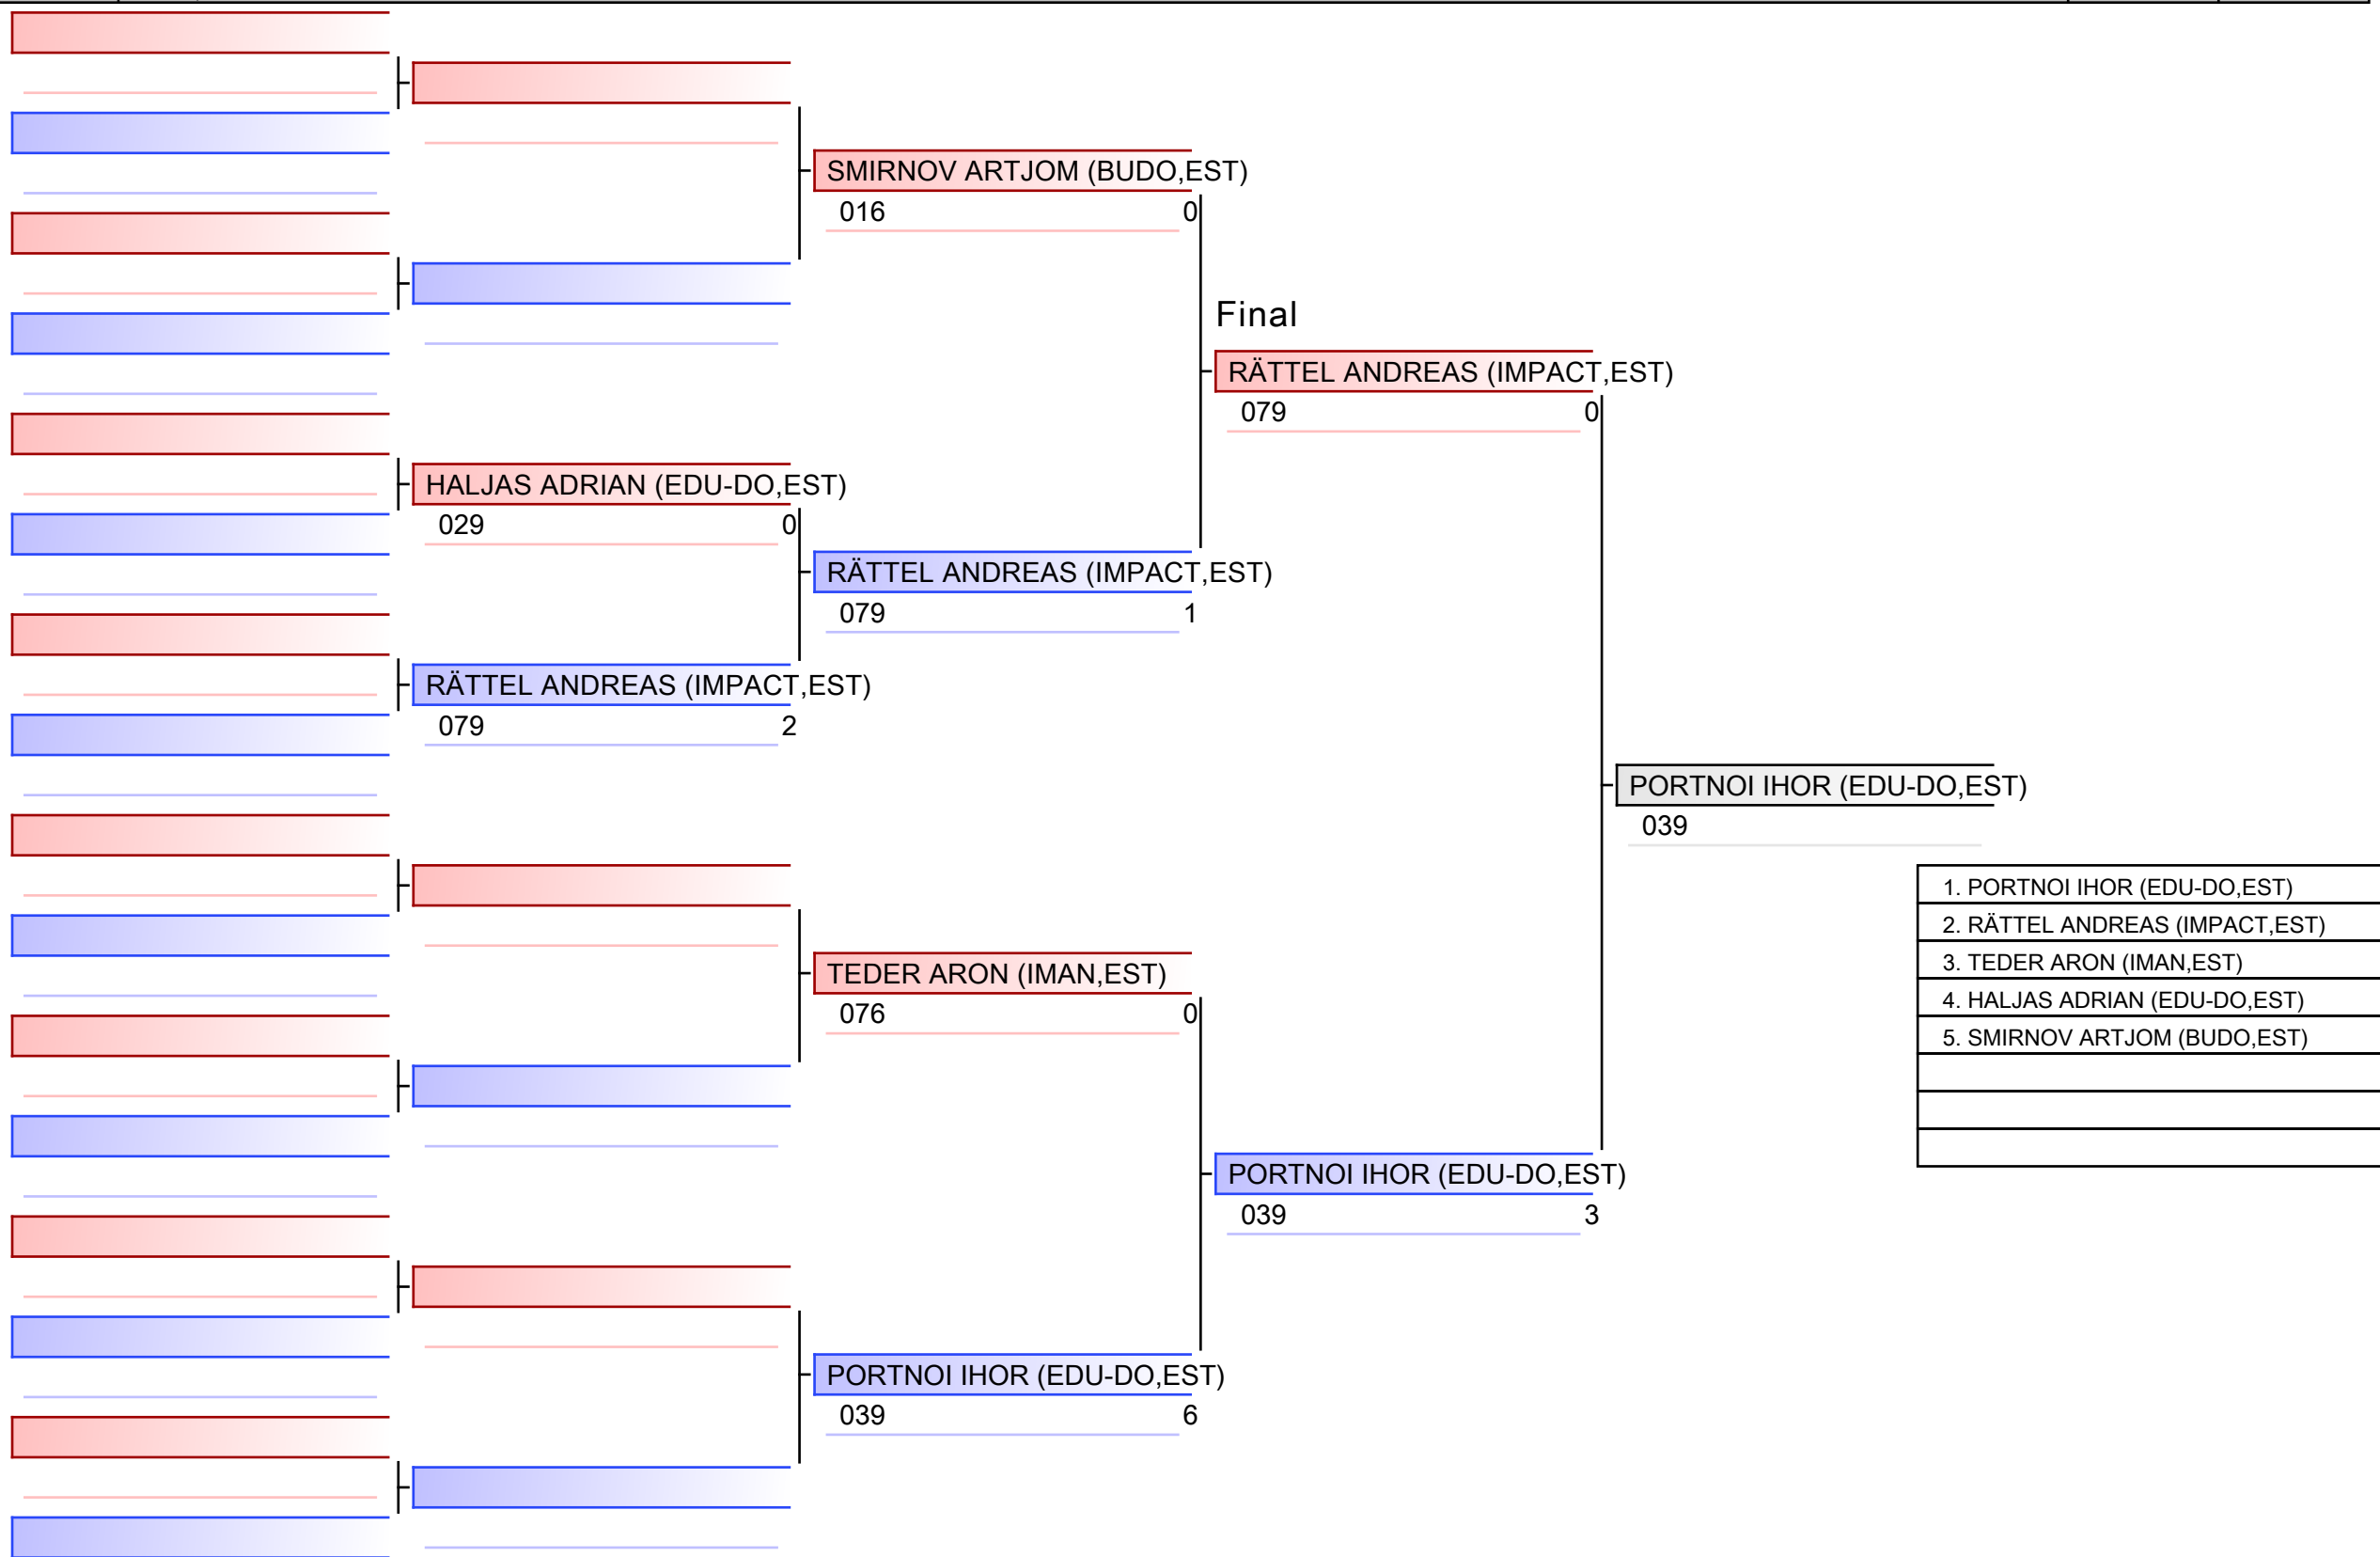 SMIRNOV ARTJOM (BUDO,EST)
016 0
Final
RÄTTEL ANDREAS (IMPACT,EST)
079 0
HALJAS ADRIAN (EDU-DO,EST)
029 0
RÄTTEL ANDREAS (IMPACT,EST)
079 1
RÄTTEL ANDREAS (IMPACT,EST)
079 2
PORTNOI IHOR (EDU-DO,EST)
039
1. PORTNOI IHOR (EDU-DO,EST)
2. RÄTTEL ANDREAS (IMPACT,EST)
3. TEDER ARON (IMAN,EST)
4. HALJAS ADRIAN (EDU-DO,EST)
5. SMIRNOV ARTJOM (BUDO,EST)
TEDER ARON (IMAN,EST)
076 0
PORTNOI IHOR (EDU-DO,EST)
039 3
PORTNOI IHOR (EDU-DO,EST)
039 6